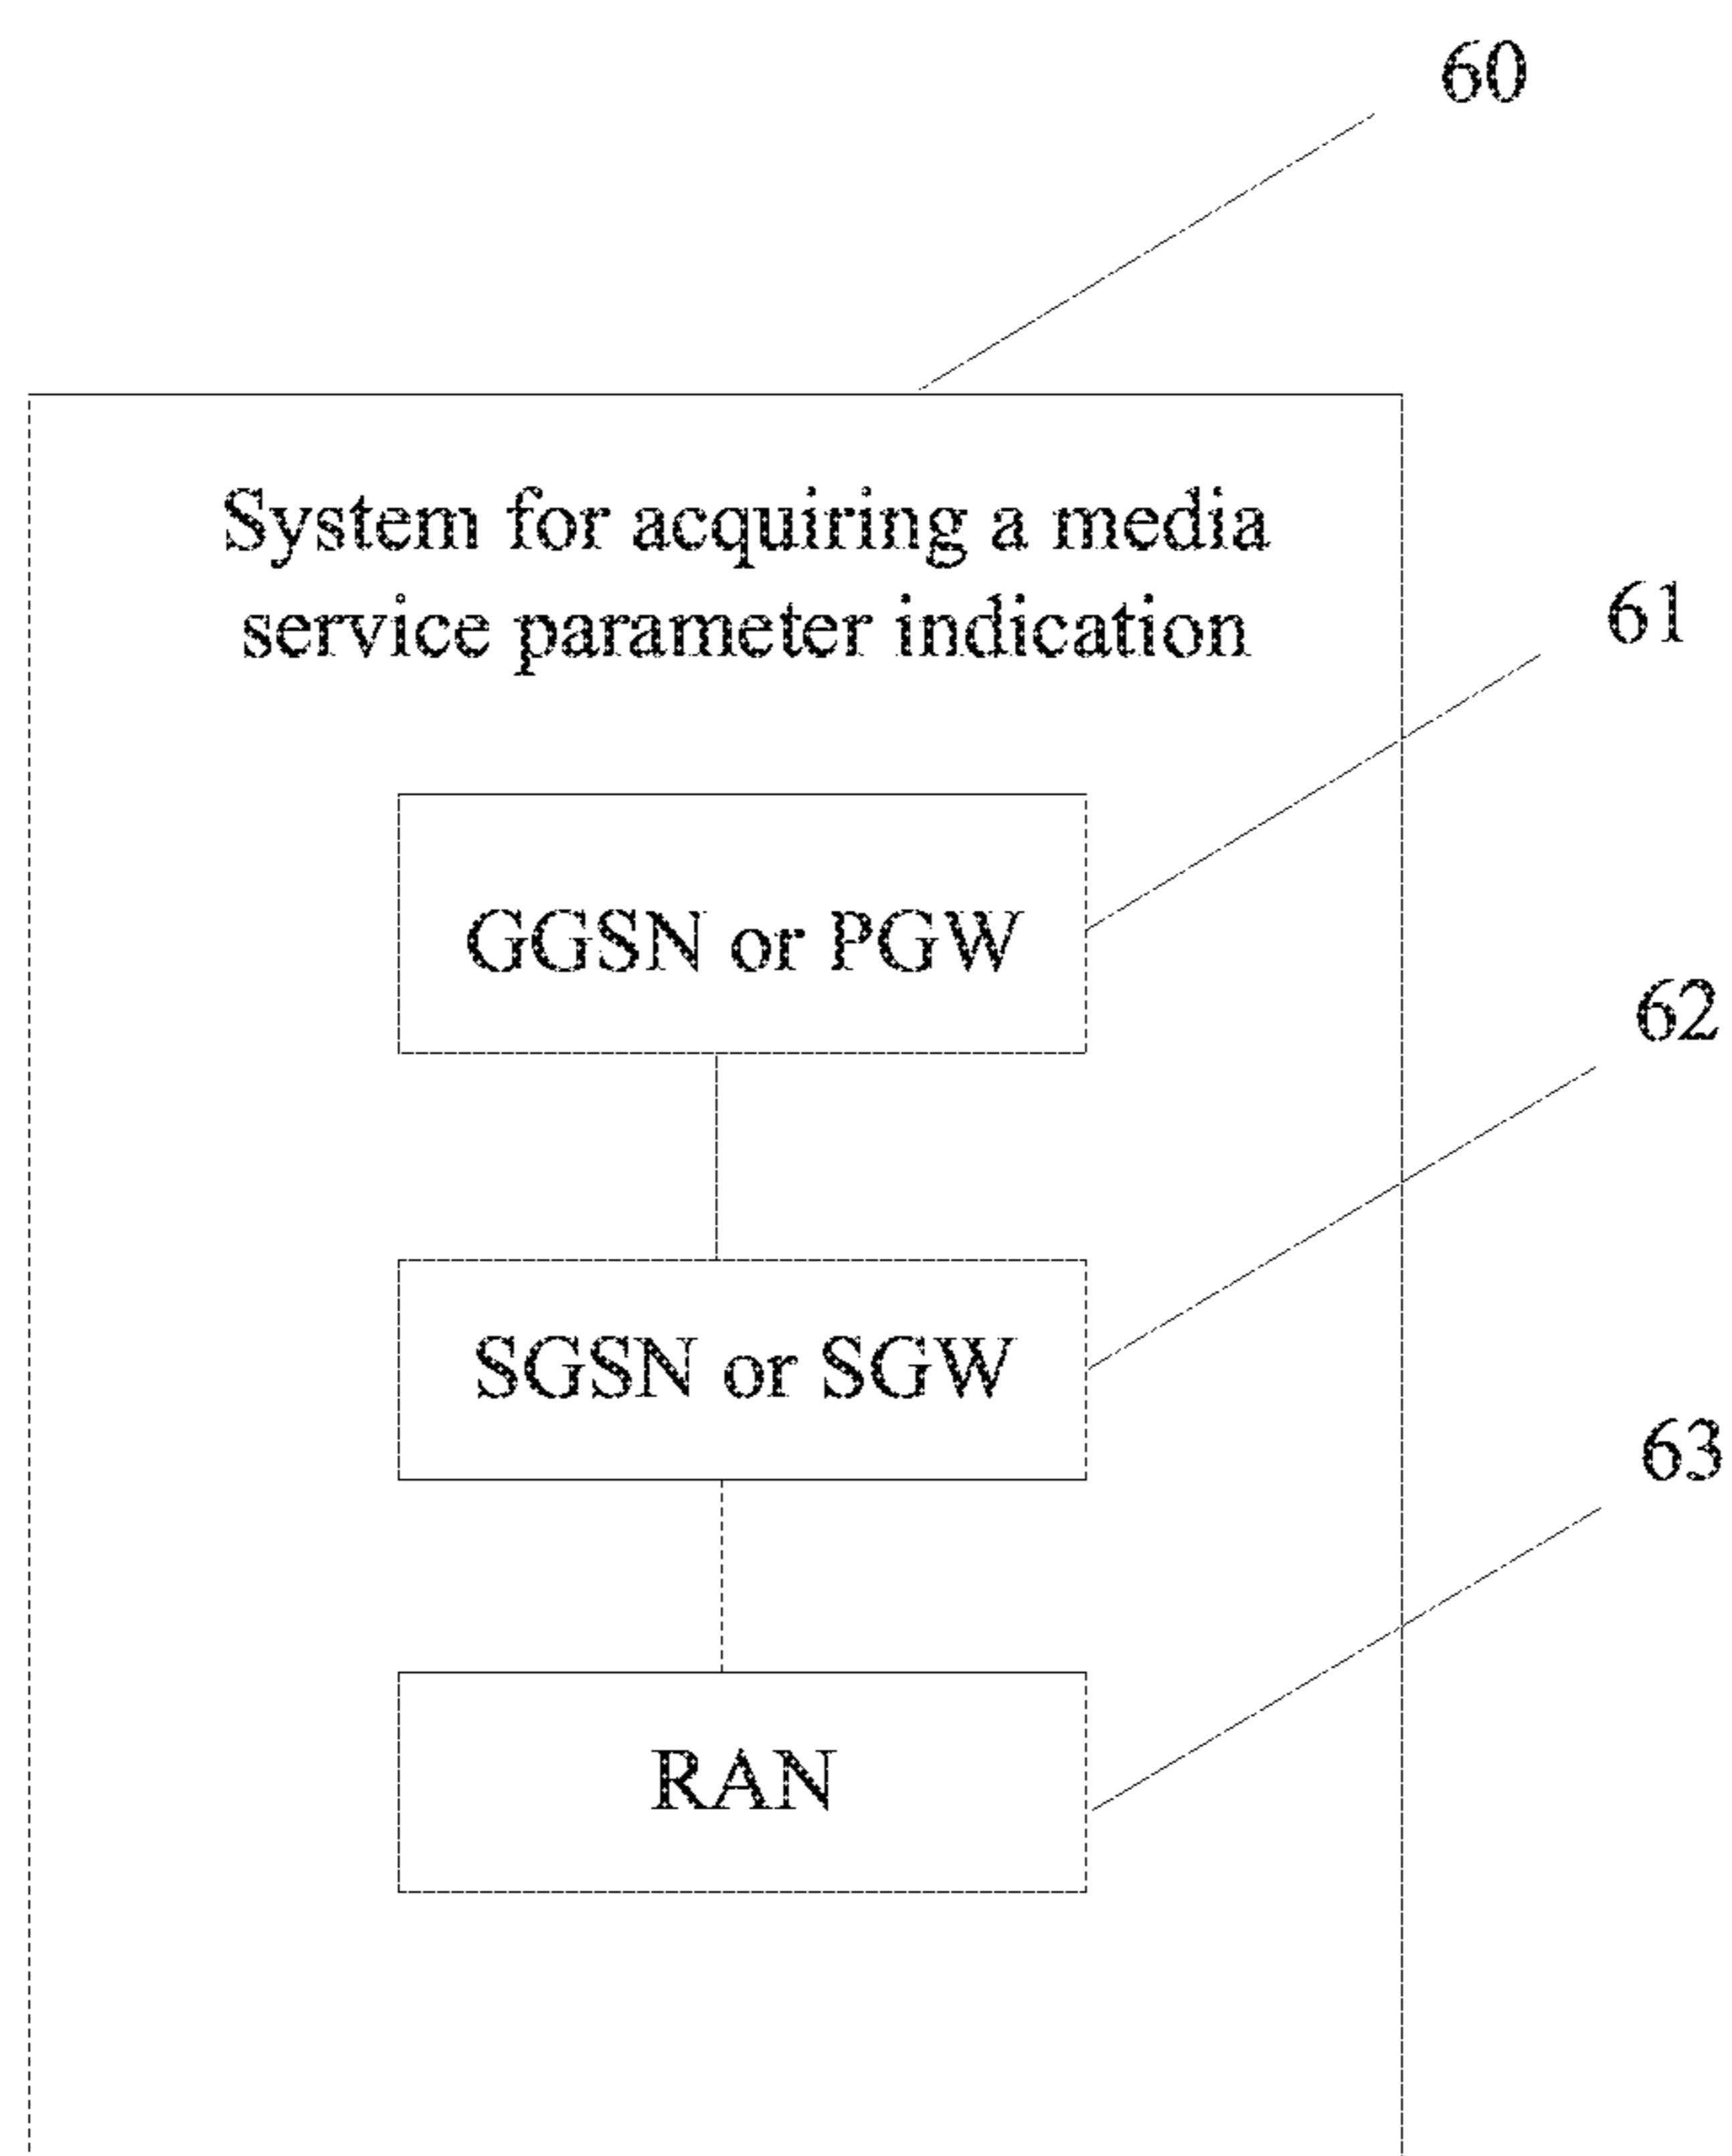 60
System for acquiring a media
service parameter indication
61
GGSN or PGW
62
SGSN or SGW
63
RAN